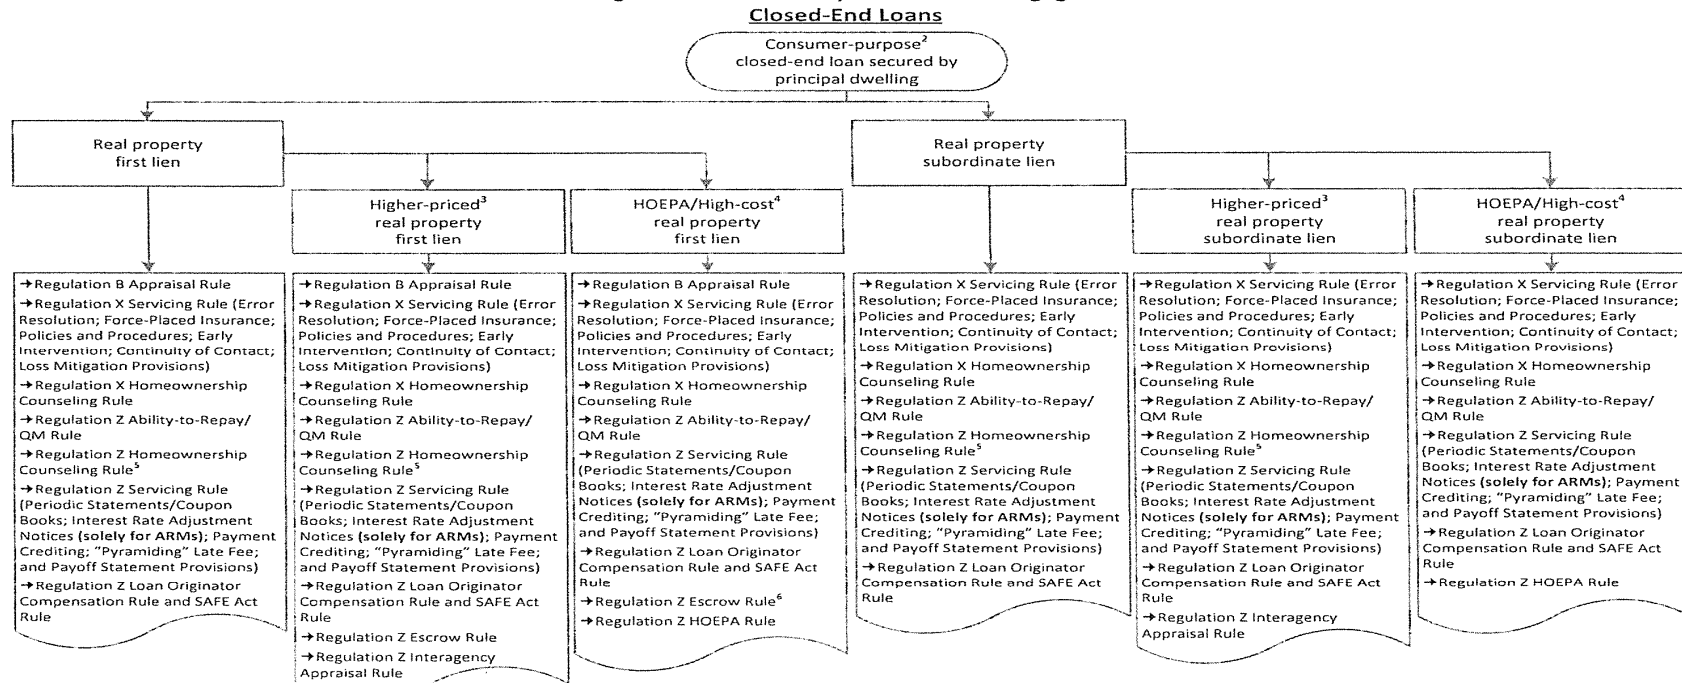 Closed-End Loans
Consumer-purpose²
closed-end loan secured by
principal dwelling
Real property
first lien
Real property
subordinate lien
Higher-priced³
real property
first lien
HOEPA/High-cost⁴
real property
first lien
Higher-priced³
real property
subordinate lien
HOEPA/High-cost⁴
real property
subordinate lien
→Regulation B Appraisal Rule
→Regulation X Servicing Rule (Error
Resolution; Force-Placed Insurance;
Policies and Procedures; Early
Intervention; Continuity of Contact;
Loss Mitigation Provisions)
→Regulation X Homeownership
Counseling Rule
→Regulation Z Ability-to-Repay/
QM Rule
→Regulation Z Homeownership
Counseling Rule⁵
→Regulation Z Servicing Rule
(Periodic Statements/Coupon
Books; Interest Rate Adjustment
Notices (solely for ARMs); Payment
Crediting; "Pyramiding" Late Fee;
and Payoff Statement Provisions)
→Regulation Z Loan Originator
Compensation Rule and SAFE Act
Rule
→Regulation B Appraisal Rule
→Regulation X Servicing Rule (Error
Resolution; Force-Placed Insurance;
Policies and Procedures; Early
Intervention; Continuity of Contact;
Loss Mitigation Provisions)
→Regulation X Homeownership
Counseling Rule
→Regulation Z Ability-to-Repay/
QM Rule
→Regulation Z Homeownership
Counseling Rule⁵
→Regulation Z Servicing Rule
(Periodic Statements/Coupon
Books; Interest Rate Adjustment
Notices (solely for ARMs); Payment
Crediting; "Pyramiding" Late Fee;
and Payoff Statement Provisions)
→Regulation Z Loan Originator
Compensation Rule and SAFE Act
Rule
→Regulation Z Escrow Rule
→Regulation Z Interagency
Appraisal Rule
→Regulation B Appraisal Rule
→Regulation X Servicing Rule (Error
Resolution; Force-Placed Insurance;
Policies and Procedures; Early
Intervention; Continuity of Contact;
Loss Mitigation Provisions)
→Regulation X Homeownership
Counseling Rule
→Regulation Z Ability-to-Repay/
QM Rule
→Regulation Z Servicing Rule
(Periodic Statements/Coupon
Books; Interest Rate Adjustment
Notices (solely for ARMs); Payment
Crediting; "Pyramiding" Late Fee;
and Payoff Statement Provisions)
→Regulation Z Loan Originator
Compensation Rule and SAFE Act
Rule
→Regulation Z Escrow Rule⁶
→Regulation Z HOEPA Rule
→Regulation X Servicing Rule (Error
Resolution; Force-Placed Insurance;
Policies and Procedures; Early
Intervention; Continuity of Contact;
Loss Mitigation Provisions)
→Regulation X Homeownership
Counseling Rule
→Regulation Z Ability-to-Repay/
QM Rule
→Regulation Z Homeownership
Counseling Rule⁵
→Regulation Z Servicing Rule
(Periodic Statements/Coupon
Books; Interest Rate Adjustment
Notices (solely for ARMs); Payment
Crediting; "Pyramiding" Late Fee;
and Payoff Statement Provisions)
→Regulation Z Loan Originator
Compensation Rule and SAFE Act
Rule
→Regulation X Servicing Rule (Error
Resolution; Force-Placed Insurance;
Policies and Procedures; Early
Intervention; Continuity of Contact;
Loss Mitigation Provisions)
→Regulation X Homeownership
Counseling Rule
→Regulation Z Ability-to-Repay/
QM Rule
→Regulation Z Homeownership
Counseling Rule⁵
→Regulation Z Servicing Rule
(Periodic Statements/Coupon
Books; Interest Rate Adjustment
Notices (solely for ARMs); Payment
Crediting; "Pyramiding" Late Fee;
and Payoff Statement Provisions)
→Regulation Z Loan Originator
Compensation Rule and SAFE Act
Rule
→Regulation Z Interagency
Appraisal Rule
→Regulation X Servicing Rule (Error
Resolution; Force-Placed Insurance;
Policies and Procedures; Early
Intervention; Continuity of Contact;
Loss Mitigation Provisions)
→Regulation X Homeownership
Counseling Rule
→Regulation Z Ability-to-Repay/
QM Rule
→Regulation Z Servicing Rule
(Periodic Statements/Coupon
Books; Interest Rate Adjustment
Notices (solely for ARMs); Payment
Crediting; "Pyramiding" Late Fee;
and Payoff Statement Provisions)
→Regulation Z Loan Originator
Compensation Rule and SAFE Act
Rule
→Regulation Z HOEPA Rule